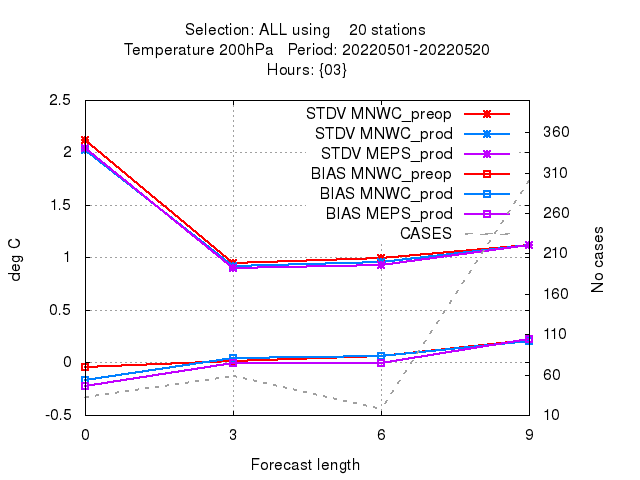 Selection: ALL using 20 stations
Temperature 200hPa Period: 20220501-20220520
Hours: {03}
STDV MNWC_preop
STDV MNWC_prod
STDV MEPS_prod
BIAS MNWC_preop
BIAS MNWC_prod
BIAS MEPS_prod
CASES
deg C
2.5
2
1.5
1
0.5
0
-0.5
No cases
360
310
260
210
160
110
60
10
0 3 6 9
Forecast length